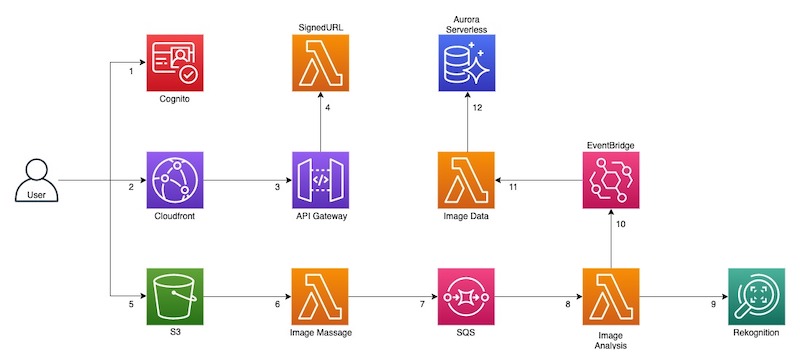 SignedURL
Aurora
Serverless
1
Cognito
4
12
EventBridge
User
2
Cloudfront
3
API Gateway
Image Data
11
10
5
S3
6
Image Massage
7
SQS
8
Image
Analysis
9
Rekognition